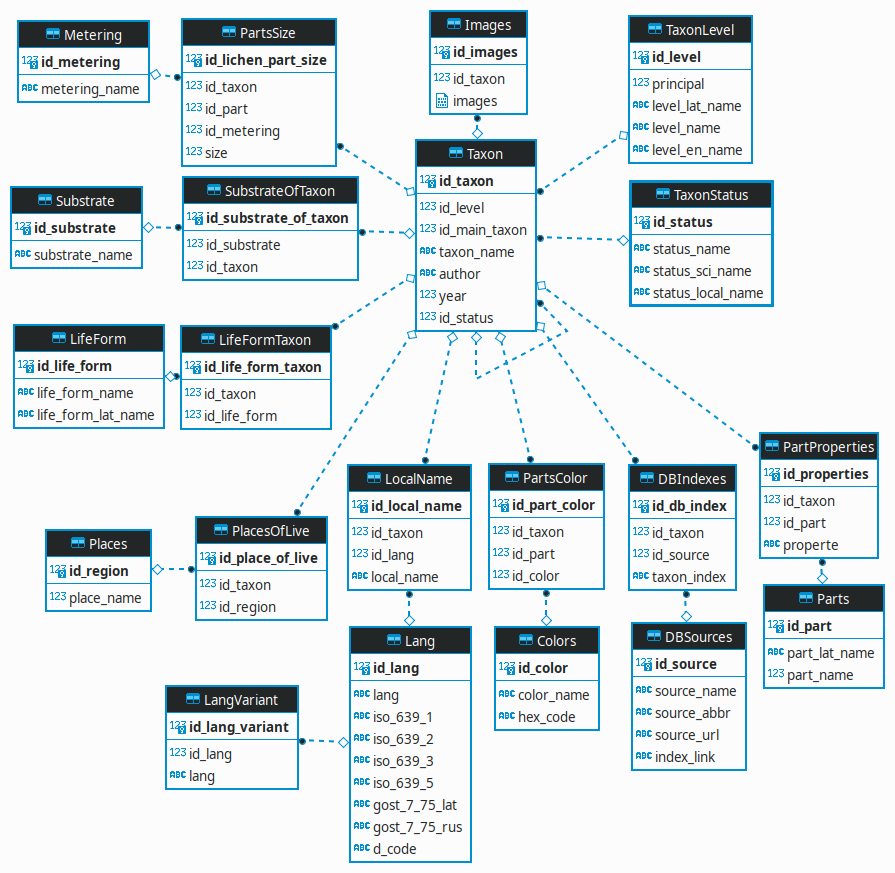 Metering
123 id_metering
ABC metering_name
PartsSize
123 id_lichen_part_size
123 id_taxon
123 id_part
123 id_metering
123 size
Images
123 id_images
123 id_taxon
images
TaxonLevel
123 id_level
123 principal
ABC level_lat_name
ABC level_name
ABC level_en_name
Taxon
123 id_taxon
123 id_level
123 id_main_taxon
ABC taxon_name
ABC author
123 year
123 id_status
Substrate
123 id_substrate
ABC substrate_name
SubstrateOfTaxon
123 id_substrate_of_taxon
123 id_substrate
123 id_taxon
TaxonStatus
123 id_status
ABC status_name
ABC status_sci_name
ABC status_local_name
LifeForm
123 id_life_form
ABC life_form_name
ABC life_form_lat_name
LifeFormTaxon
123 id_life_form_taxon
123 id_taxon
123 id_life_form
LocalName
123 id_local_name
123 id_taxon
123 id_lang
ABC local_name
PartsColor
123 id_part_color
123 id_taxon
123 id_part
123 id_color
DBIndexes
123 id_db_index
123 id_taxon
123 id_source
ABC taxon_index
PartProperties
123 id_properties
123 id_taxon
123 id_part
ABC properte
Places
123 id_region
123 place_name
PlacesOfLive
123 id_place_of_live
123 id_taxon
123 id_region
Parts
123 id_part
ABC part_lat_name
123 part_name
Lang
123 id_lang
ABC lang
ABC iso_639_1
ABC iso_639_2
ABC iso_639_3
ABC iso_639_5
ABC gost_7_75_lat
ABC gost_7_75_rus
ABC d_code
Colors
123 id_color
ABC color_name
ABC hex_code
DBSources
123 id_source
ABC source_name
ABC source_abbr
ABC source_url
ABC index_link
LangVariant
123 id_lang_variant
123 id_lang
ABC lang